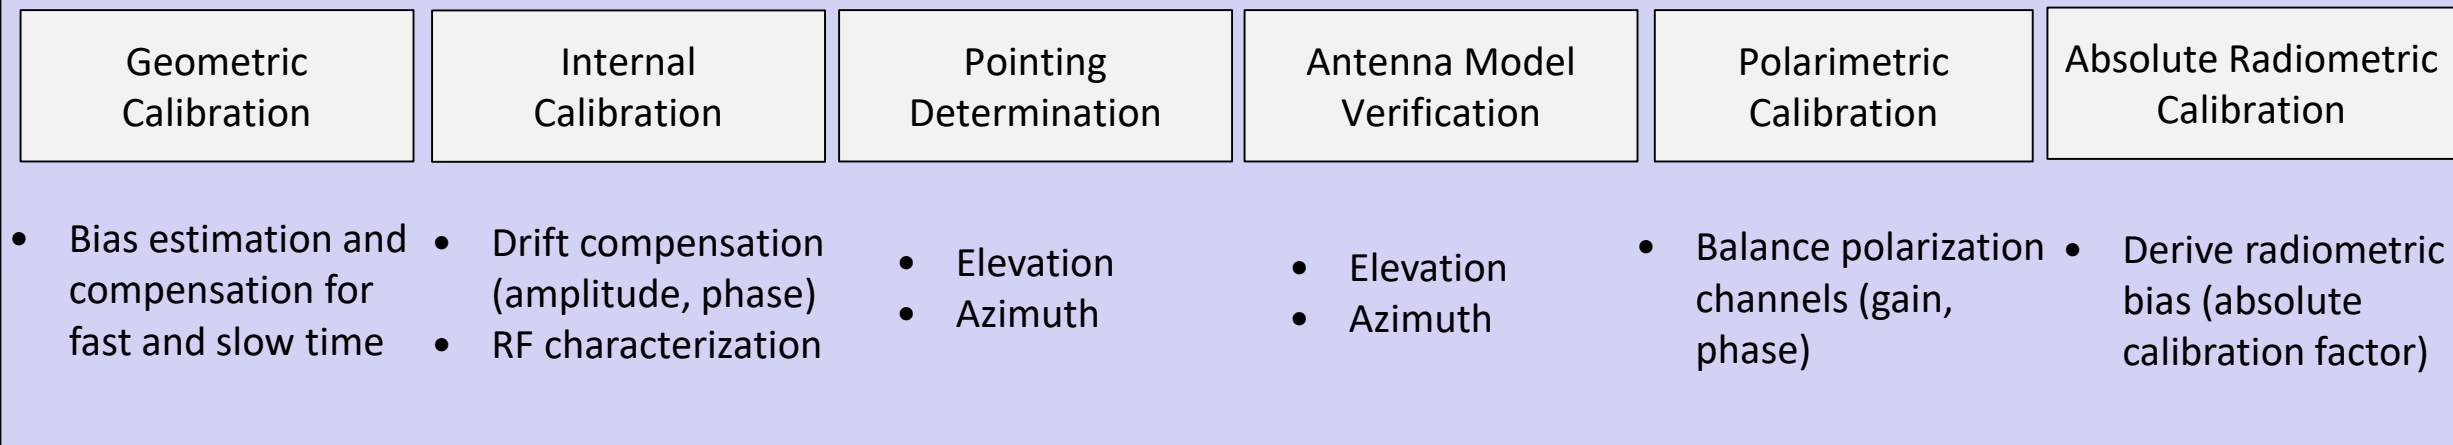 Geometric
Calibration
Internal
Calibration
Pointing
Determination
Antenna Model
Verification
Polarimetric
Calibration
Absolute Radiometric
Calibration
• Bias estimation and
compensation for
fast and slow time
• Drift compensation
(amplitude, phase)
• RF characterization
• Elevation
• Azimuth
• Elevation
• Azimuth
• Balance polarization
channels (gain,
phase)
• Derive radiometric
bias (absolute
calibration factor)